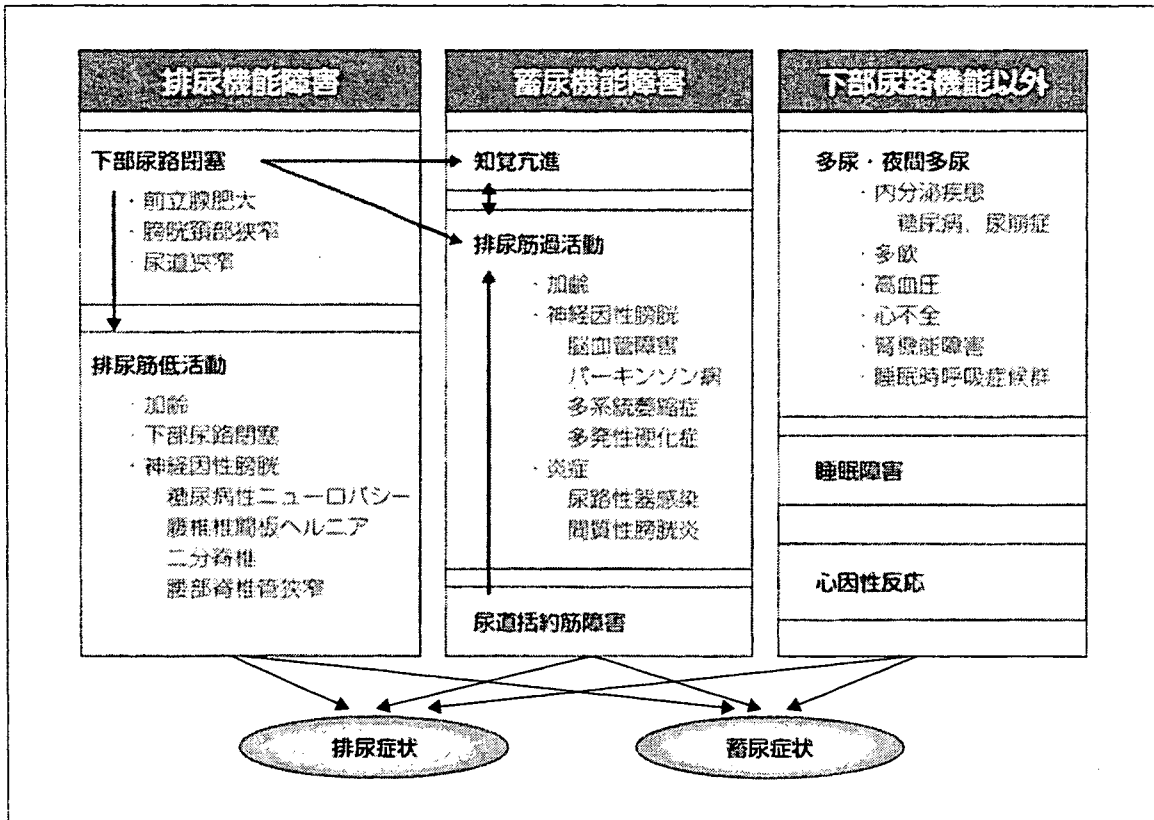 排尿機能障害
下部尿路閉塞
・前立腺肥大
・膀胱頚部狭窄
・尿道狭窄
排尿筋低活動
・加齢
・下部尿路閉塞
・神経因性膀胱
糖尿病性ニューロパシー
腰椎椎間板ヘルニア
二分脊椎
腰部脊椎管狭窄
蓄尿機能障害
知覚亢進
排尿筋過活動
・加齢
・神経因性膀胱
脳血管障害
パーキンソン病
多系統萎縮症
多発性硬化症
・炎症
尿路性器感染
間質性膀胱炎
尿道括約筋障害
下部尿路機能以外
多尿・夜間多尿
・内分泌疾患
糖尿病、尿崩症
・多飲
・高血圧
・心不全
・腎機能障害
・睡眠時呼吸症候群
睡眠障害
心因性反応
排尿症状
蓄尿症状